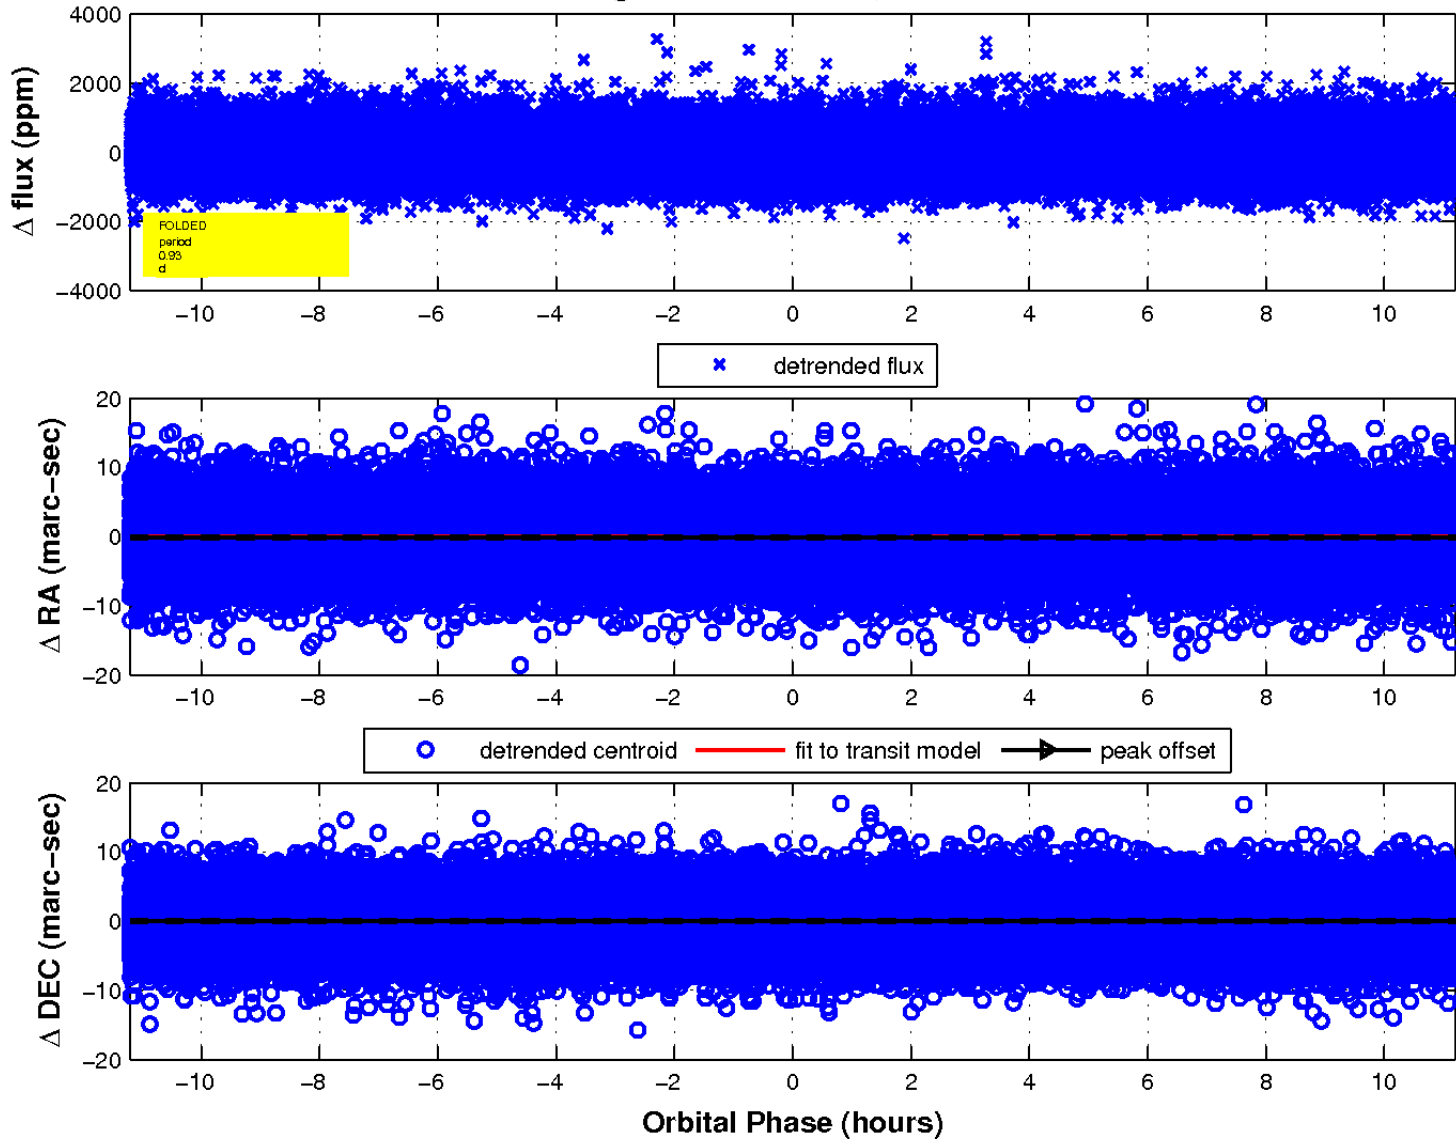 4000
2000
0
−2000
−4000
Δ flux (ppm)
FOLDED
period
0.93
d
−10 −8 −6 −4 −2 0 2 4 6 8 10
detrended flux
20
10
0
−10
−20
Δ RA (marc−sec)
−10 −8 −6 −4 −2 0 2 4 6 8 10
detrended centroid fit to transit model peak offset
20
10
0
−10
−20
Δ DEC (marc−sec)
−10 −8 −6 −4 −2 0 2 4 6 8 10
Orbital Phase (hours)